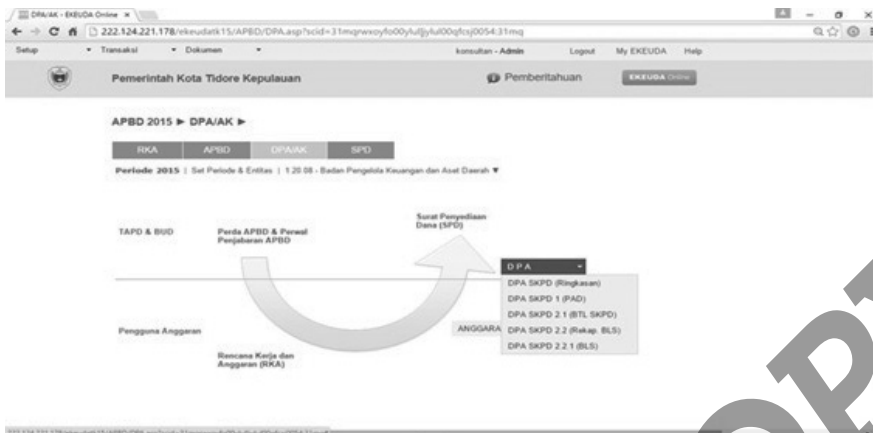 DPA/AK - EKEUDA Online
222.124.221.178/ekeudatk15/APBD/DPA.asp?scid=
Setup Transaksi Dokumen konsultan - Admin Logout My EKEUDA Help
Pemerintah Kota Tidore Kepulauan Pemberitahuan EKEUDA Online
APBD 2015 ► DPA/AK ►
RKA APBD DPA/AK SPD
Periode 2015 | Set Periode & Entitas | 1.20.08 - Badan Pengelola Keuangan dan Aset Daerah ▼
Surat Penyediaan
Dana (SPD)
TAPD & BUD
Perda APBD & Perwal
Penjabaran APBD
DPA
DPA SKPD (Ringkasan)
DPA SKPD 1 (PAD)
DPA SKPD 2.1 (BTL SKPD)
Pengguna Anggaran
ANGGARA
DPA SKPD 2.2 (Rekap. BLS)
DPA SKPD 2.2.1 (BLS)
Rencana Kerja dan
Anggaran (RKA)